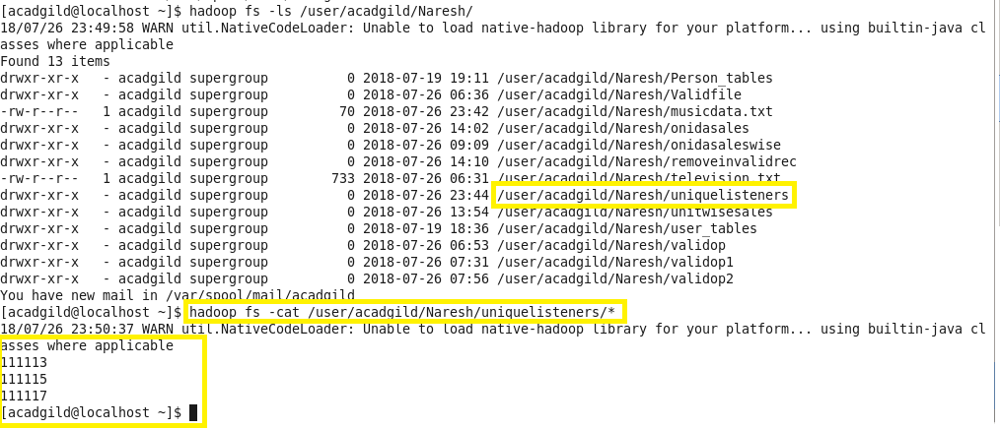 [acadgild@localhost ~]$ hadoop fs -ls /user/acadgild/Naresh/
18/07/26 23:49:58 WARN util.NativeCodeLoader: Unable to load native-hadoop library for your platform... using builtin-java cl
asses where applicable
Found 13 items
drwxr-xr-x   - acadgild supergroup          0 2018-07-19 19:11 /user/acadgild/Naresh/Person_tables
drwxr-xr-x   - acadgild supergroup          0 2018-07-26 06:36 /user/acadgild/Naresh/Validfile
-rw-r--r--   1 acadgild supergroup         70 2018-07-26 23:42 /user/acadgild/Naresh/musicdata.txt
drwxr-xr-x   - acadgild supergroup          0 2018-07-26 14:02 /user/acadgild/Naresh/onidasales
drwxr-xr-x   - acadgild supergroup          0 2018-07-26 09:09 /user/acadgild/Naresh/onidasaleswise
drwxr-xr-x   - acadgild supergroup          0 2018-07-26 14:10 /user/acadgild/Naresh/removeinvalidrec
-rw-r--r--   1 acadgild supergroup        733 2018-07-26 06:31 /user/acadgild/Naresh/television.txt
drwxr-xr-x   - acadgild supergroup          0 2018-07-26 23:44 /user/acadgild/Naresh/uniquelisteners
drwxr-xr-x   - acadgild supergroup          0 2018-07-26 13:54 /user/acadgild/Naresh/unitwisesales
drwxr-xr-x   - acadgild supergroup          0 2018-07-19 18:36 /user/acadgild/Naresh/user_tables
drwxr-xr-x   - acadgild supergroup          0 2018-07-26 06:53 /user/acadgild/Naresh/validop
drwxr-xr-x   - acadgild supergroup          0 2018-07-26 07:31 /user/acadgild/Naresh/validop1
drwxr-xr-x   - acadgild supergroup          0 2018-07-26 07:56 /user/acadgild/Naresh/validop2
You have new mail in /var/spool/mail/acadgild
[acadgild@localhost ~]$ hadoop fs -cat /user/acadgild/Naresh/uniquelisteners/*
18/07/26 23:50:37 WARN util.NativeCodeLoader: Unable to load native-hadoop library for your platform... using builtin-java cl
asses where applicable
111113
111115
111117
[acadgild@localhost ~]$